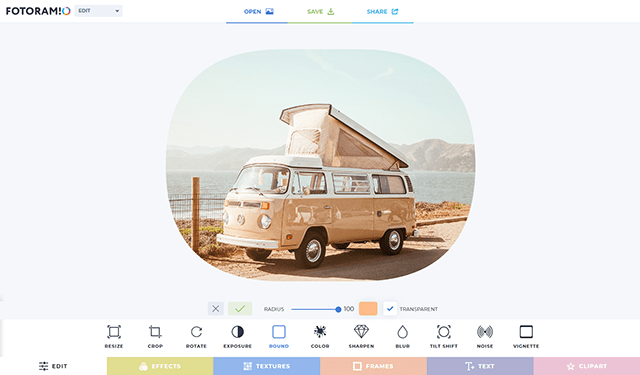 FOTORAMIO
EDIT
OPEN
SAVE
SHARE
RADIUS
100
TRANSPARENT
RESIZE
CROP
ROTATE
EXPOSURE
ROUND
COLOR
SHARPEN
BLUR
TILT SHIFT
NOISE
VIGNETTE
EDIT
EFFECTS
TEXTURES
FRAMES
TEXT
CLIPART